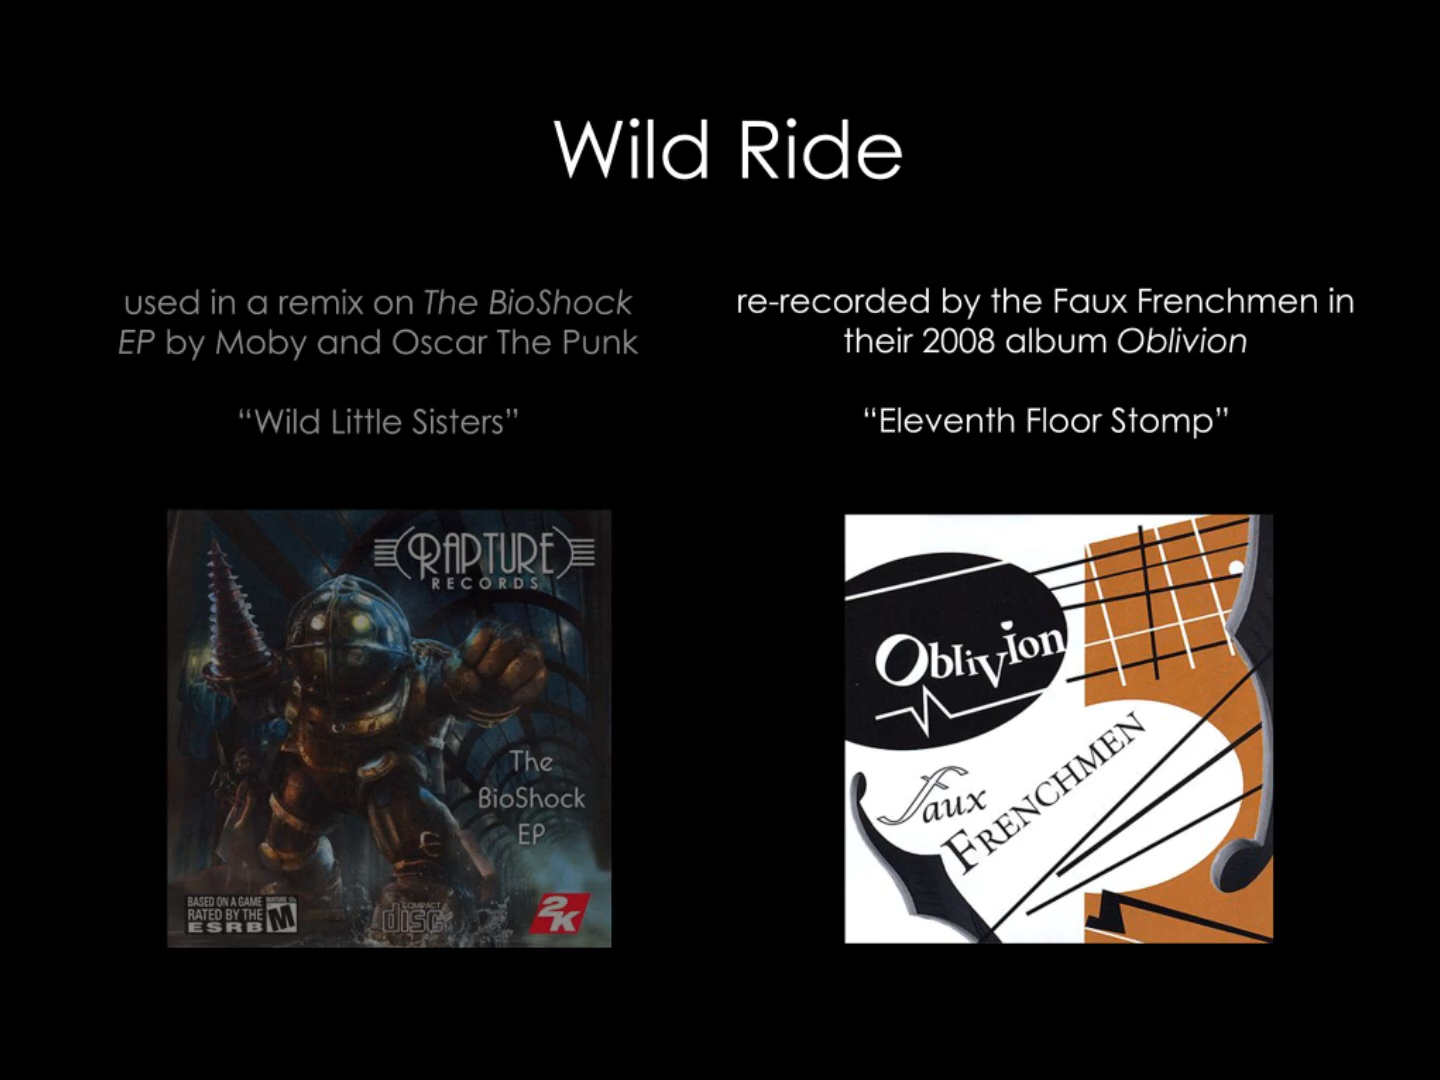 Wild Ride
used in a remix on The BioShock
EP by Moby and Oscar The Punk
“Wild Little Sisters”
re-recorded by the Faux Frenchmen in
their 2008 album Oblivion
“Eleventh Floor Stomp”
RAPTURE
RECORDS
The
BioShock
EP
BASED ON A GAME
RATED BY THE
ESRB
M
COMPACT
disc
2K
Oblivion
faux
FRENCHMEN